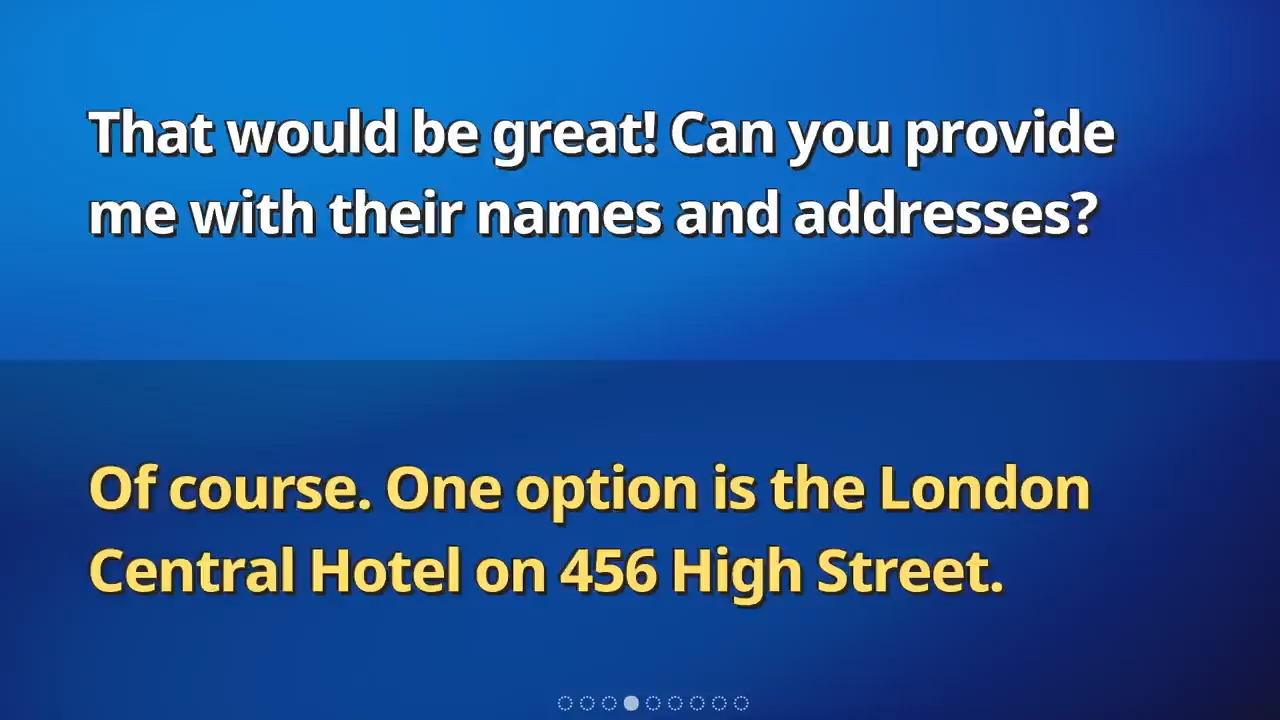 That would be great! Can you provide
me with their names and addresses?
Of course. One option is the London
Central Hotel on 456 High Street.